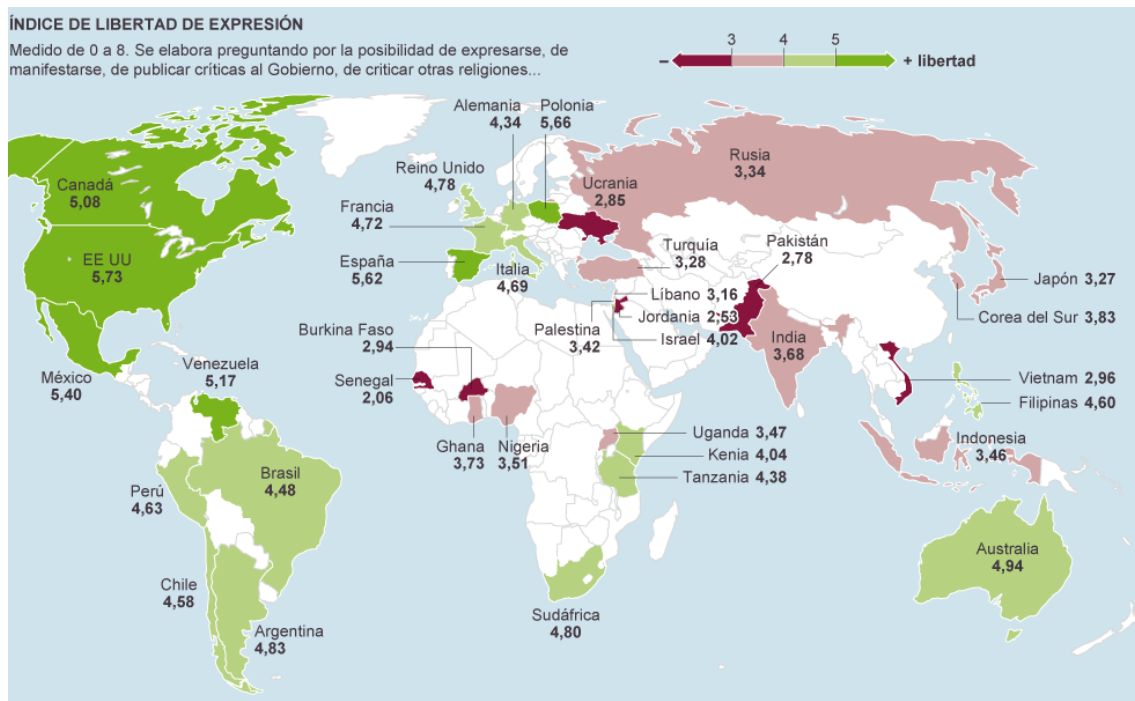 ÍNDICE DE LIBERTAD DE EXPRESIÓN
Medido de 0 a 8. Se elabora preguntando por la posibilidad de expresarse, de
manifestarse, de publicar críticas al Gobierno, de criticar otras religiones...
3 4 5
– + libertad
Canadá
5,08
EE UU
5,73
México
5,40
Venezuela
5,17
Brasil
4,48
Perú
4,63
Chile
4,58
Argentina
4,83
Alemania
4,34
Polonia
5,66
Reino Unido
4,78
Francia
4,72
España
5,62
Italia
4,69
Ucrania
2,85
Rusia
3,34
Turquía
3,28
Pakistán
2,78
Líbano 3,16
Jordania 2,53
Israel 4,02
Palestina
3,42
Burkina Faso
2,94
Senegal
2,06
Ghana
3,73
Nigeria
3,51
Uganda 3,47
Kenia 4,04
Tanzania 4,38
Sudáfrica
4,80
India
3,68
Japón 3,27
Corea del Sur 3,83
Vietnam 2,96
Filipinas 4,60
Indonesia
3,46
Australia
4,94